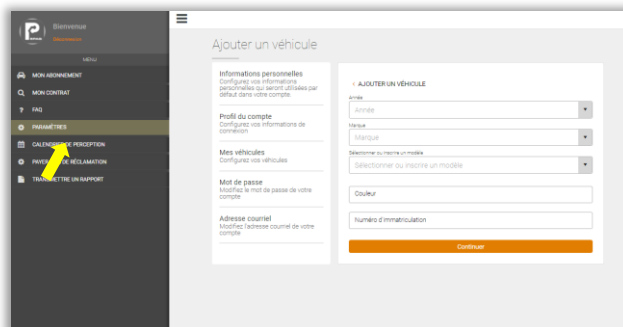 Bienvenue
Déconnexion
MENU
MON ABONNEMENT
MON CONTRAT
? FAQ
PARAMÈTRES
CALENDRIER DE PERCEPTION
RÉCLAMATION
TRANSMETTRE UN RAPPORT
Ajouter un véhicule
Informations personnelles
Configurez vos informations
personnelles qui seront utilisées par
défaut dans votre compte.
Profil du compte
Configurez vos informations de
connexion
Mes véhicules
Configurez vos véhicules
Mot de passe
Modifiez le mot de passe de votre
compte
Adresse courriel
Modifiez l'adresse courriel de votre
compte
‹ AJOUTER UN VÉHICULE
Année
Année
Marque
Marque
Sélectionner ou inscrire un modèle
Sélectionner ou inscrire un modèle
Couleur
Numéro d'immatriculation
Continuer